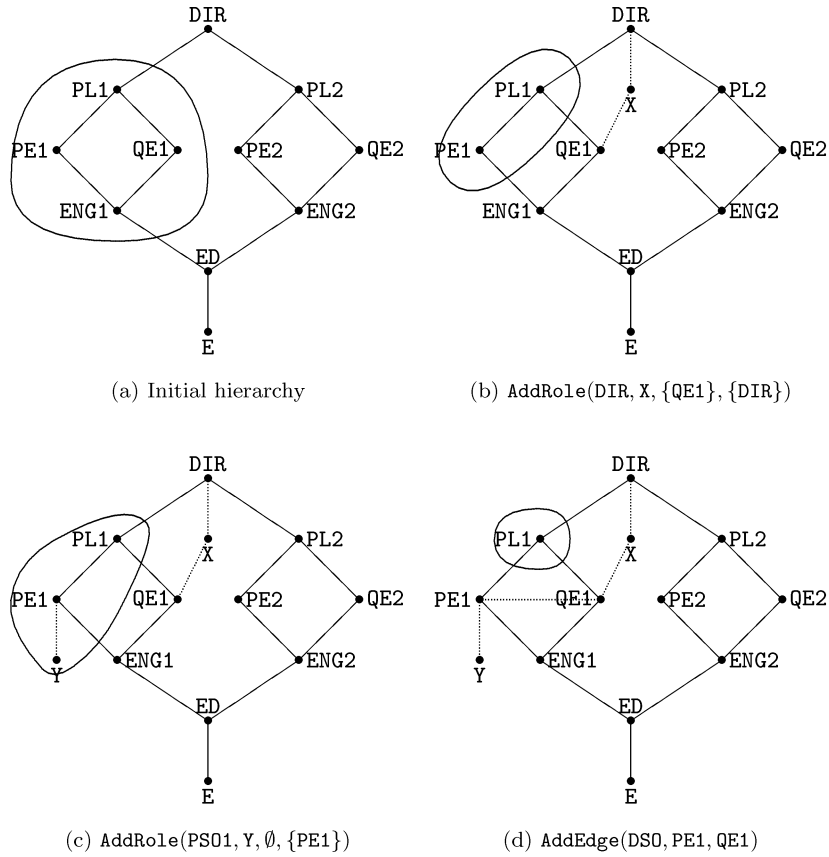 DIR
PL1 PL2
PE1 QE1 PE2 QE2
ENG1 ENG2
ED
E
(a) Initial hierarchy
DIR
PL1 X PL2
PE1 QE1 PE2 QE2
ENG1 ENG2
ED
E
(b) AddRole(DIR, X, {QE1}, {DIR})
DIR
PL1 X PL2
PE1 QE1 PE2 QE2
Y ENG1 ENG2
ED
E
(c) AddRole(PSO1, Y, ∅, {PE1})
DIR
PL1 X PL2
PE1 QE1 PE2 QE2
Y ENG1 ENG2
ED
E
(d) AddEdge(DSO, PE1, QE1)